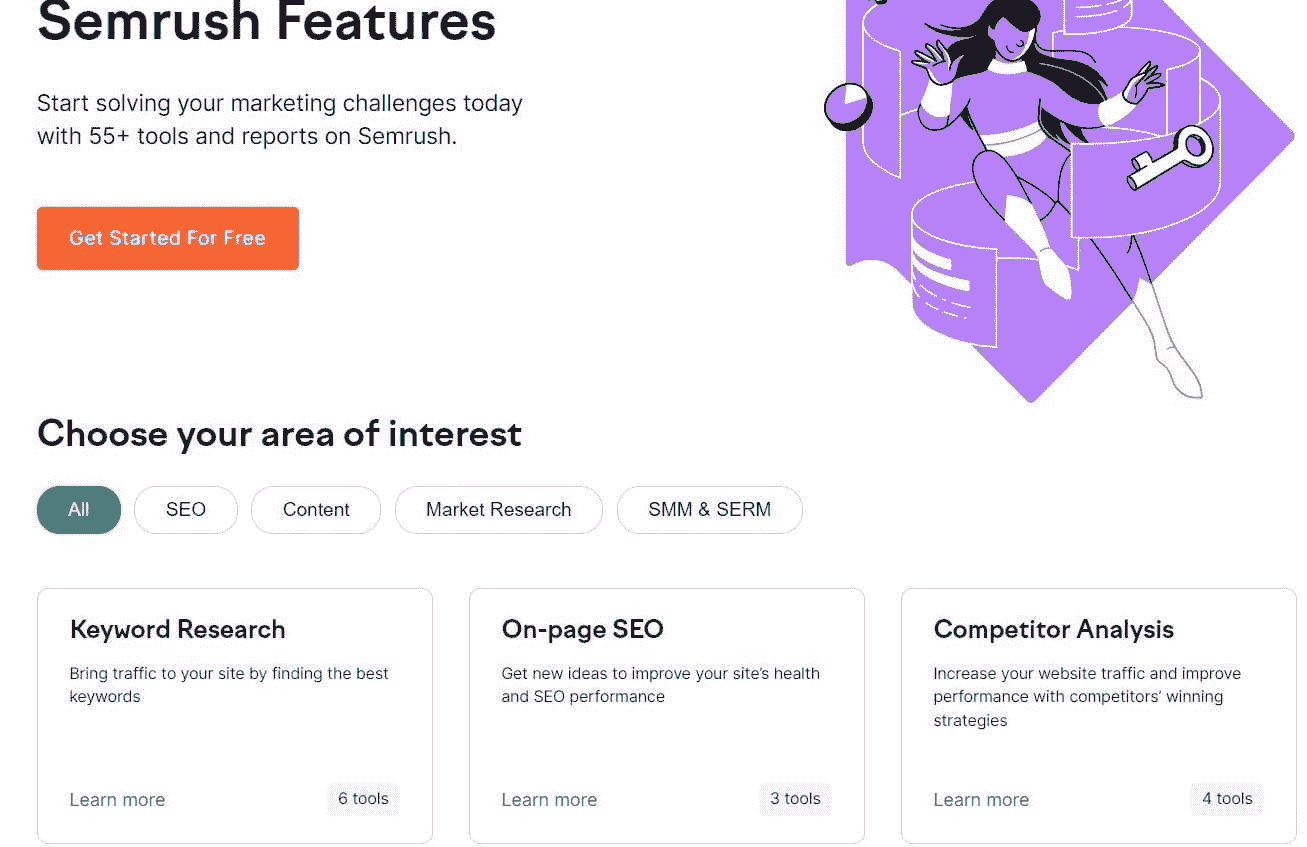 Semrush Features
Start solving your marketing challenges today
with 55+ tools and reports on Semrush.
Get Started For Free
Choose your area of interest
All
SEO
Content
Market Research
SMM & SERM
Keyword Research
Bring traffic to your site by finding the best
keywords
Learn more
6 tools
On-page SEO
Get new ideas to improve your site's health
and SEO performance
Learn more
3 tools
Competitor Analysis
Increase your website traffic and improve
performance with competitors' winning
strategies
Learn more
4 tools